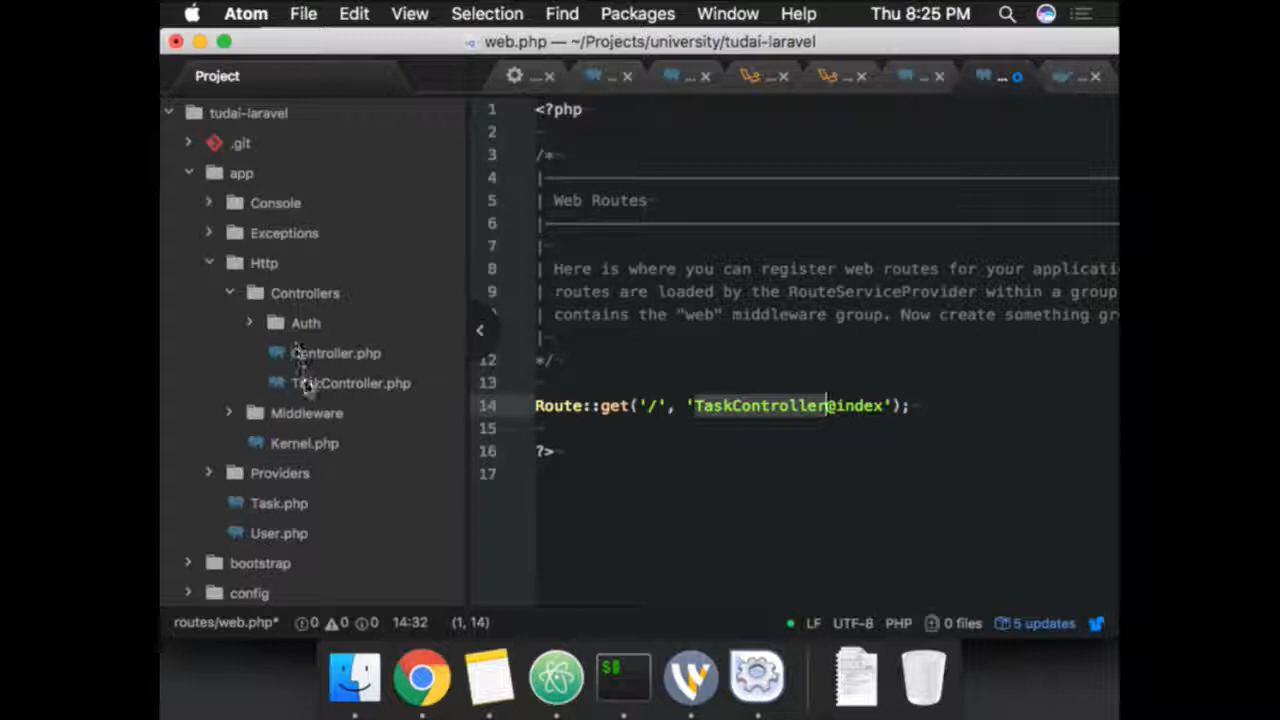 Atom File Edit View Selection Find Packages Window Help Thu 8:25 PM
web.php — ~/Projects/university/tudai-laravel
Project
... ... ... ... ... ... ...
tudai-laravel
.git
app
Console
Exceptions
Http
Controllers
Auth
Controller.php
TaskController.php
Middleware
Kernel.php
Providers
Task.php
User.php
bootstrap
config
1 <?php
2
3 /*
4 |
5 | Web Routes
6 |
7 |
8 | Here is where you can register web routes for your applicati
9 | routes are loaded by the RouteServiceProvider within a group
| contains the "web" middleware group. Now create something gr
|
12 */
13
14 Route::get('/', 'TaskController@index');
15
16 ?>
17
routes/web.php* 0 0 0 14:32 (1, 14) LF UTF-8 PHP 0 files 5 updates
$